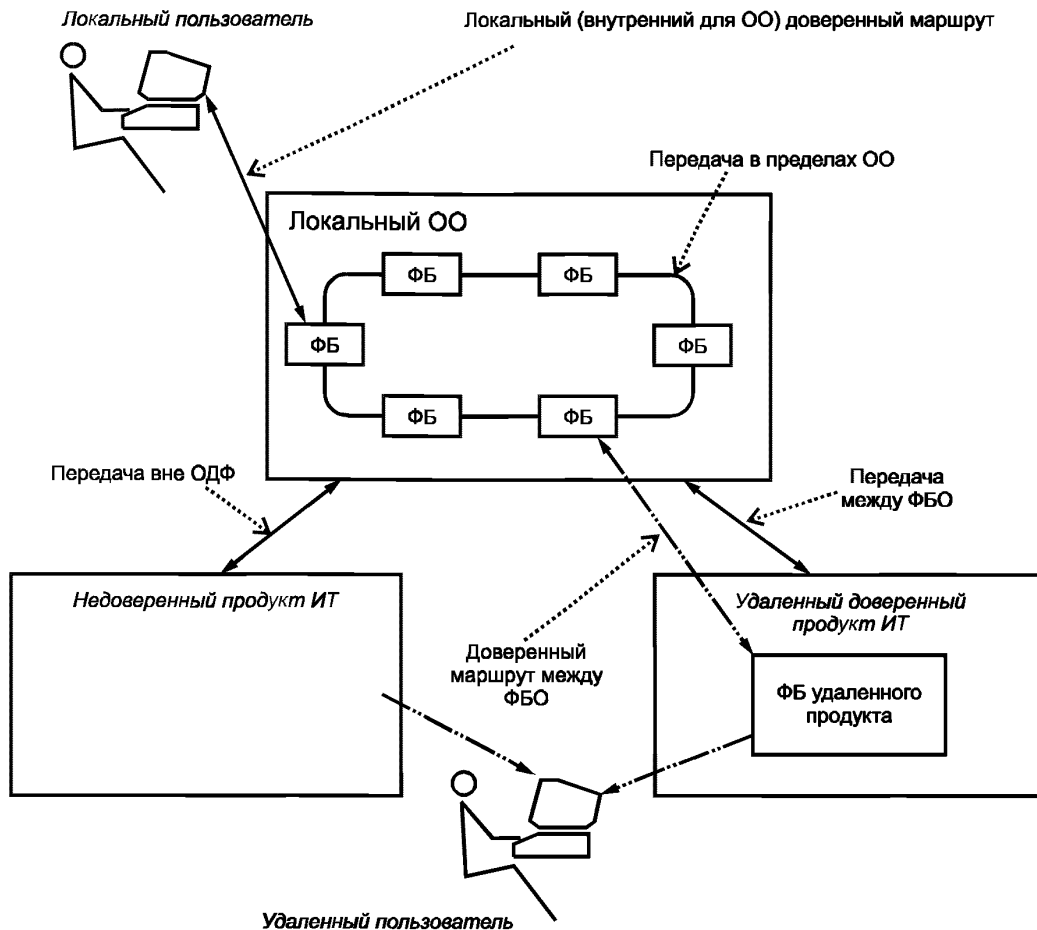 Локальный пользователь
Локальный (внутренний для ОО) доверенный маршрут
Передача в пределах ОО
Локальный ОО
ФБ
ФБ
ФБ
ФБ
ФБ
ФБ
Передача вне ОДФ
Передача
между ФБО
Недоверенный продукт ИТ
Удаленный доверенный
продукт ИТ
Доверенный
маршрут между
ФБО
ФБ удаленного
продукта
Удаленный пользователь